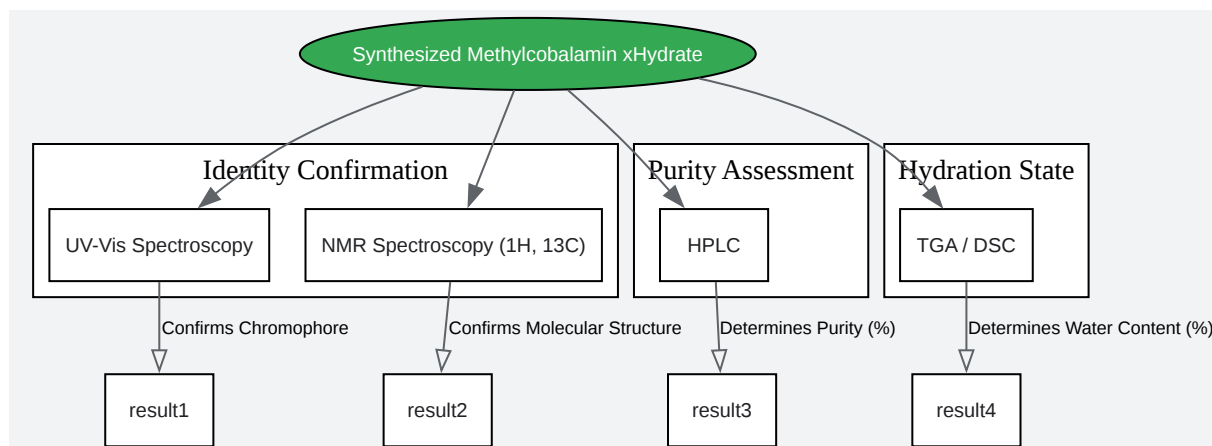 Synthesized Methylcobalamin xHydrate
Identity Confirmation
Purity Assessment
Hydration State
UV-Vis Spectroscopy
NMR Spectroscopy (1H, 13C)
HPLC
TGA / DSC
Confirms Chromophore
Confirms Molecular Structure
Determines Purity (%)
Determines Water Content (%)
result1
result2
result3
result4